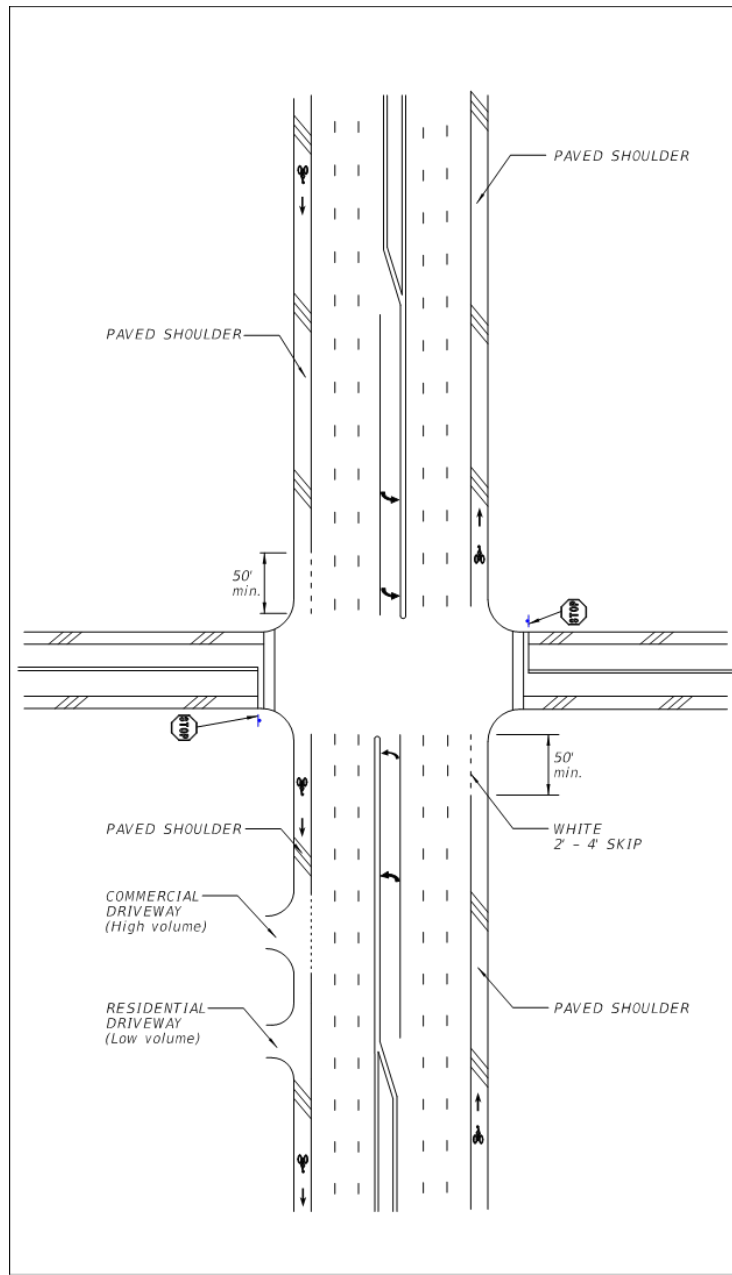 PAVED SHOULDER
PAVED SHOULDER
50'
min.
STOP
STOP
50'
min.
PAVED SHOULDER
WHITE
2' - 4' SKIP
COMMERCIAL
DRIVEWAY
(High volume)
RESIDENTIAL
DRIVEWAY
(Low volume)
PAVED SHOULDER